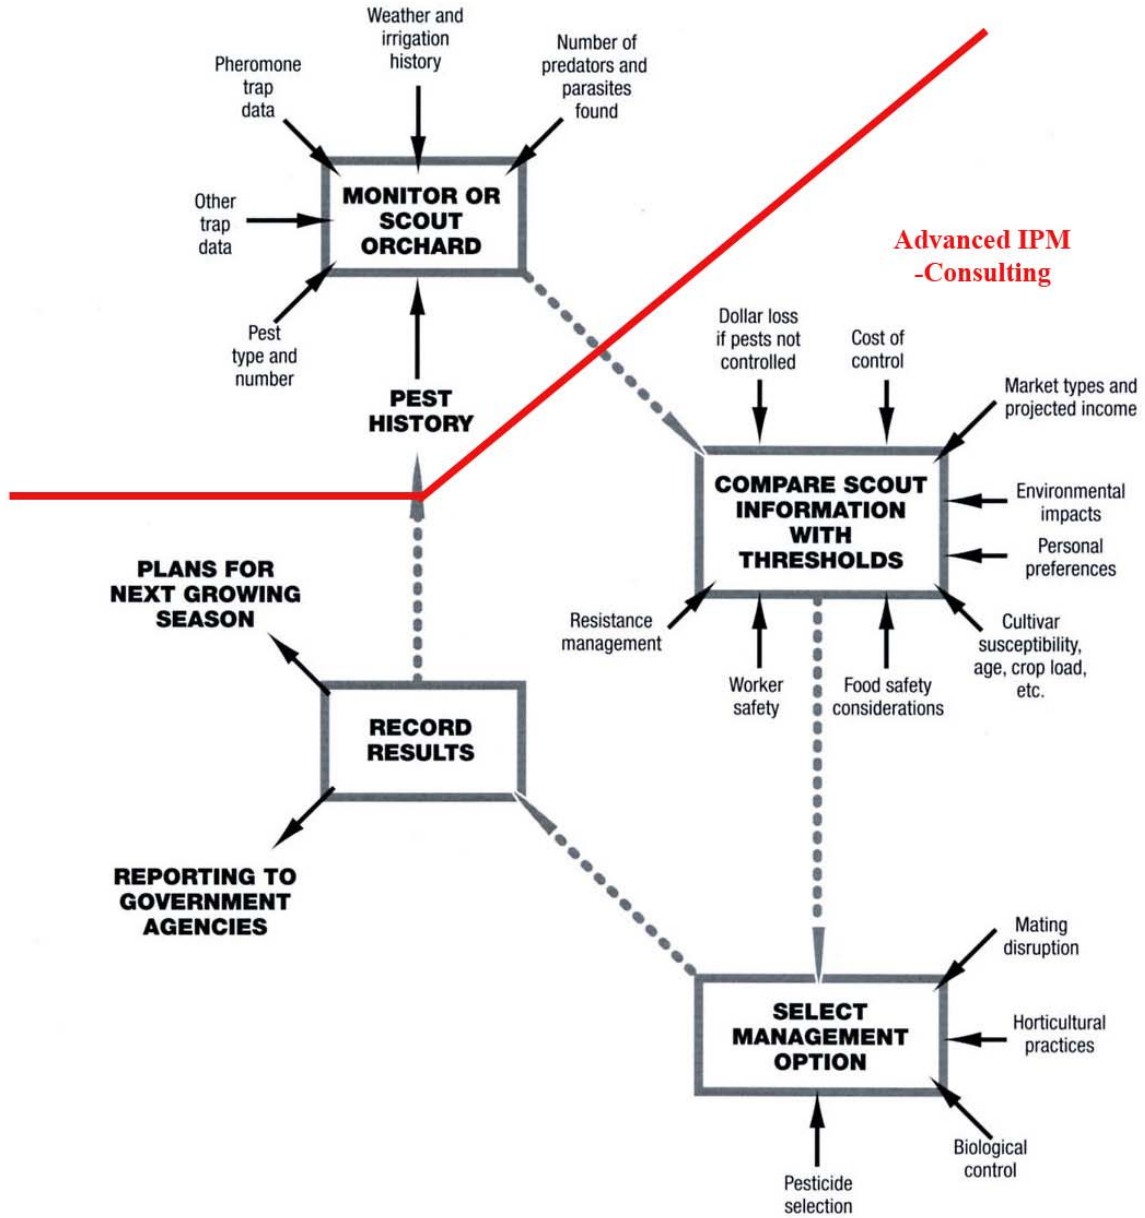 Weather and
irrigation
history
Number of
predators and
parasites
found
Pheromone
trap
data
MONITOR OR
SCOUT
ORCHARD
Other
trap
data
Pest
type and
number
PEST
HISTORY
Advanced IPM
-Consulting
Dollar loss
if pests not
controlled
Cost of
control
Market types and
projected income
COMPARE SCOUT
INFORMATION
WITH
THRESHOLDS
Environmental
impacts
Personal
preferences
Resistance
management
Worker
safety
Food safety
considerations
Cultivar
susceptibility,
age, crop load,
etc.
PLANS FOR
NEXT GROWING
SEASON
RECORD
RESULTS
REPORTING TO
GOVERNMENT
AGENCIES
SELECT
MANAGEMENT
OPTION
Mating
disruption
Horticultural
practices
Biological
control
Pesticide
selection